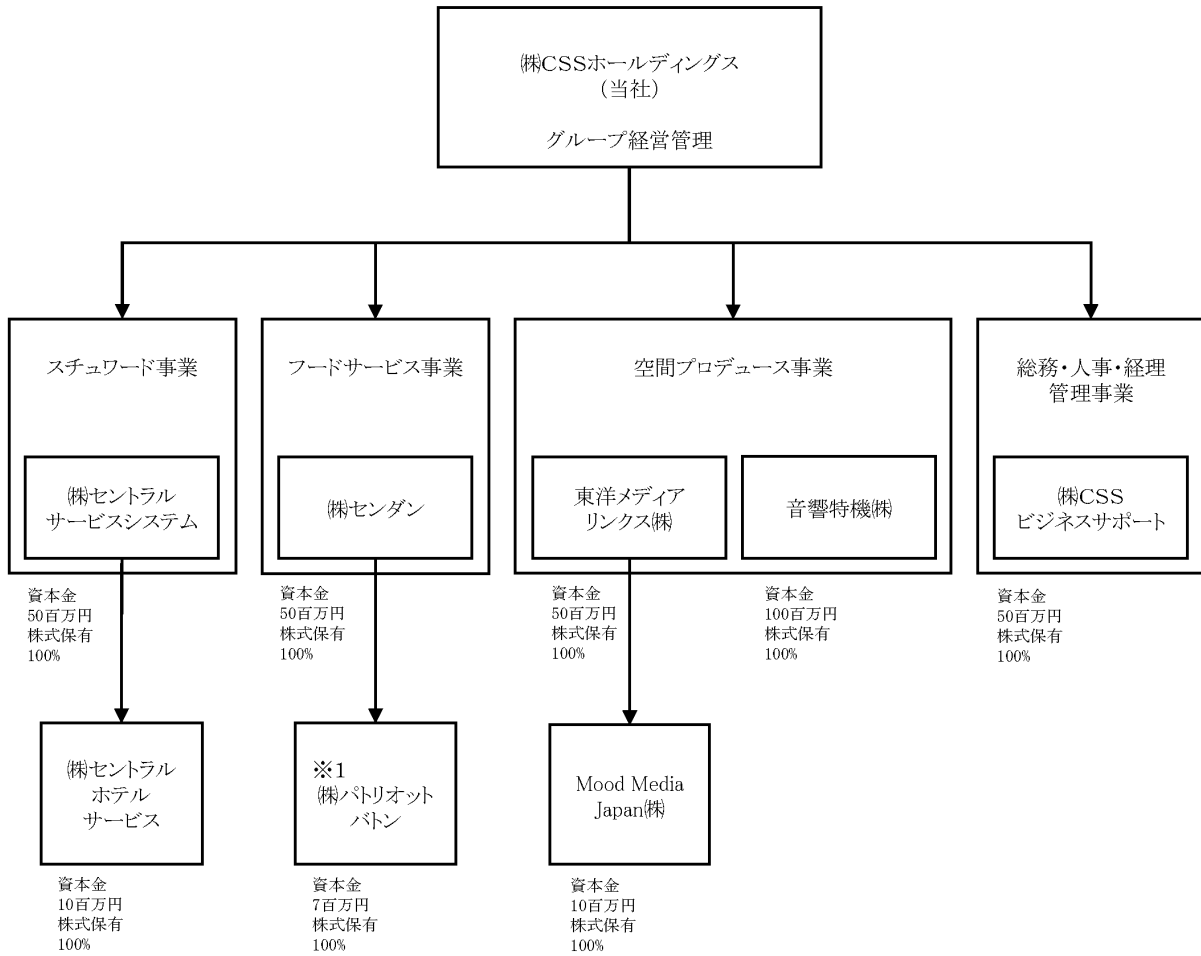 ㈱CSSホールディングス
（当社）
グループ経営管理
スチュワード事業
㈱セントラル
サービスシステム
資本金
50百万円
株式保有
100%
㈱セントラル
ホテル
サービス
資本金
10百万円
株式保有
100%
フードサービス事業
㈱センダン
資本金
50百万円
株式保有
100%
※1
㈱パトリオット
バトン
資本金
7百万円
株式保有
100%
空間プロデュース事業
東洋メディア
リンクス㈱
資本金
50百万円
株式保有
100%
音響特機㈱
資本金
100百万円
株式保有
100%
Mood Media
Japan㈱
資本金
10百万円
株式保有
100%
総務・人事・経理
管理事業
㈱CSS
ビジネスサポート
資本金
50百万円
株式保有
100%